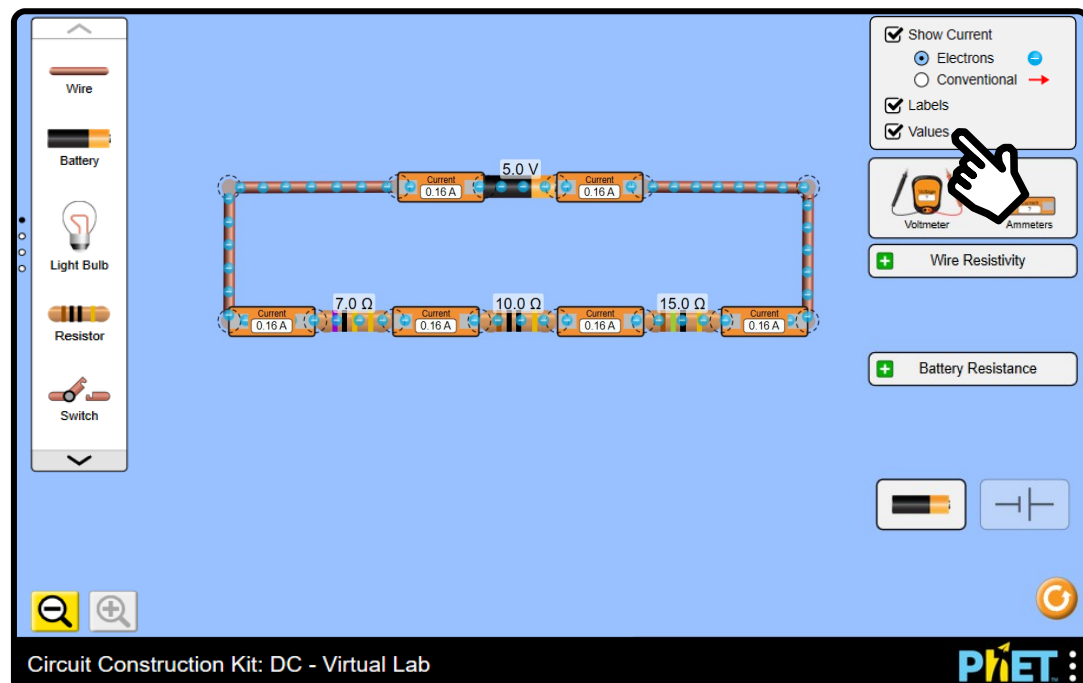 Wire
Battery
Light Bulb
Resistor
Switch
5.0 V
Current
0.16 A
Current
0.16 A
7.0 Ω
10.0 Ω
15.0 Ω
Current
0.16 A
Current
0.16 A
Current
0.16 A
Current
0.16 A
Show Current
Electrons
Conventional
Labels
Values
Voltmeter
Ammeters
Wire Resistivity
Battery Resistance
Circuit Construction Kit: DC - Virtual Lab
PhET